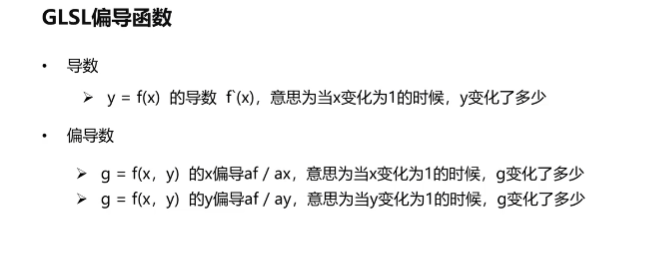 GLSL偏导函数
• 导数
➢ y = f(x) 的导数 f`(x)，意思为当x变化为1的时候，y变化了多少
• 偏导数
➢ g = f(x，y) 的x偏导af / ax，意思为当x变化为1的时候，g变化了多少
➢ g = f(x，y) 的y偏导af / ay，意思为当y变化为1的时候，g变化了多少